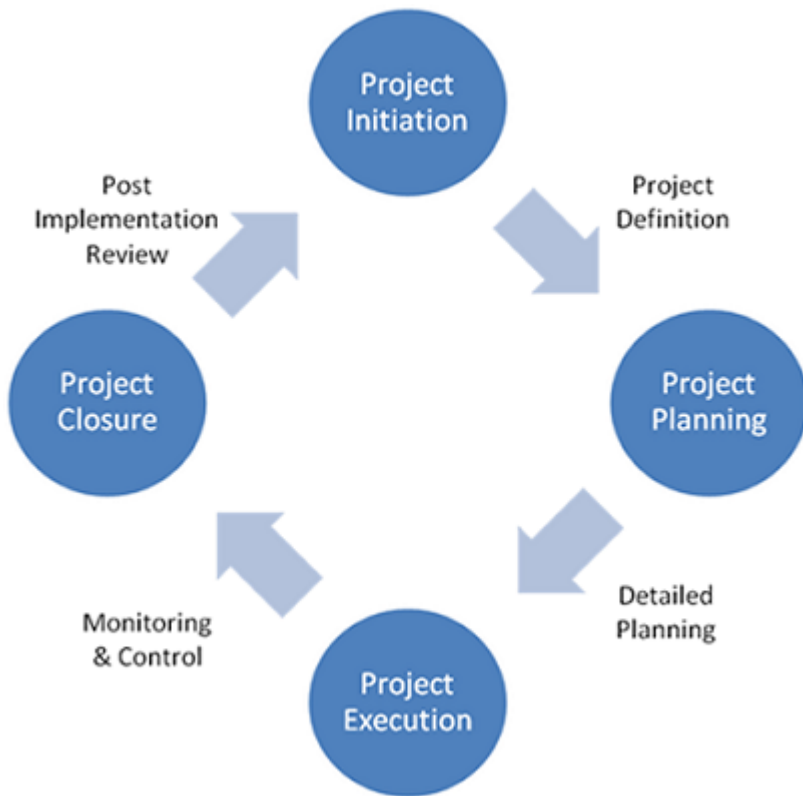 Project
Initiation
Project
Definition
Project
Planning
Detailed
Planning
Project
Execution
Monitoring
& Control
Project
Closure
Post
Implementation
Review